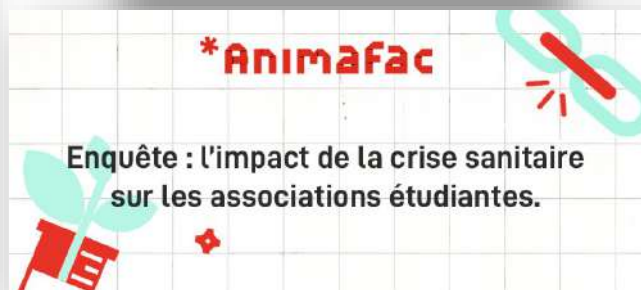 *Animafac
Enquête : l'impact de la crise sanitaire
sur les associations étudiantes.